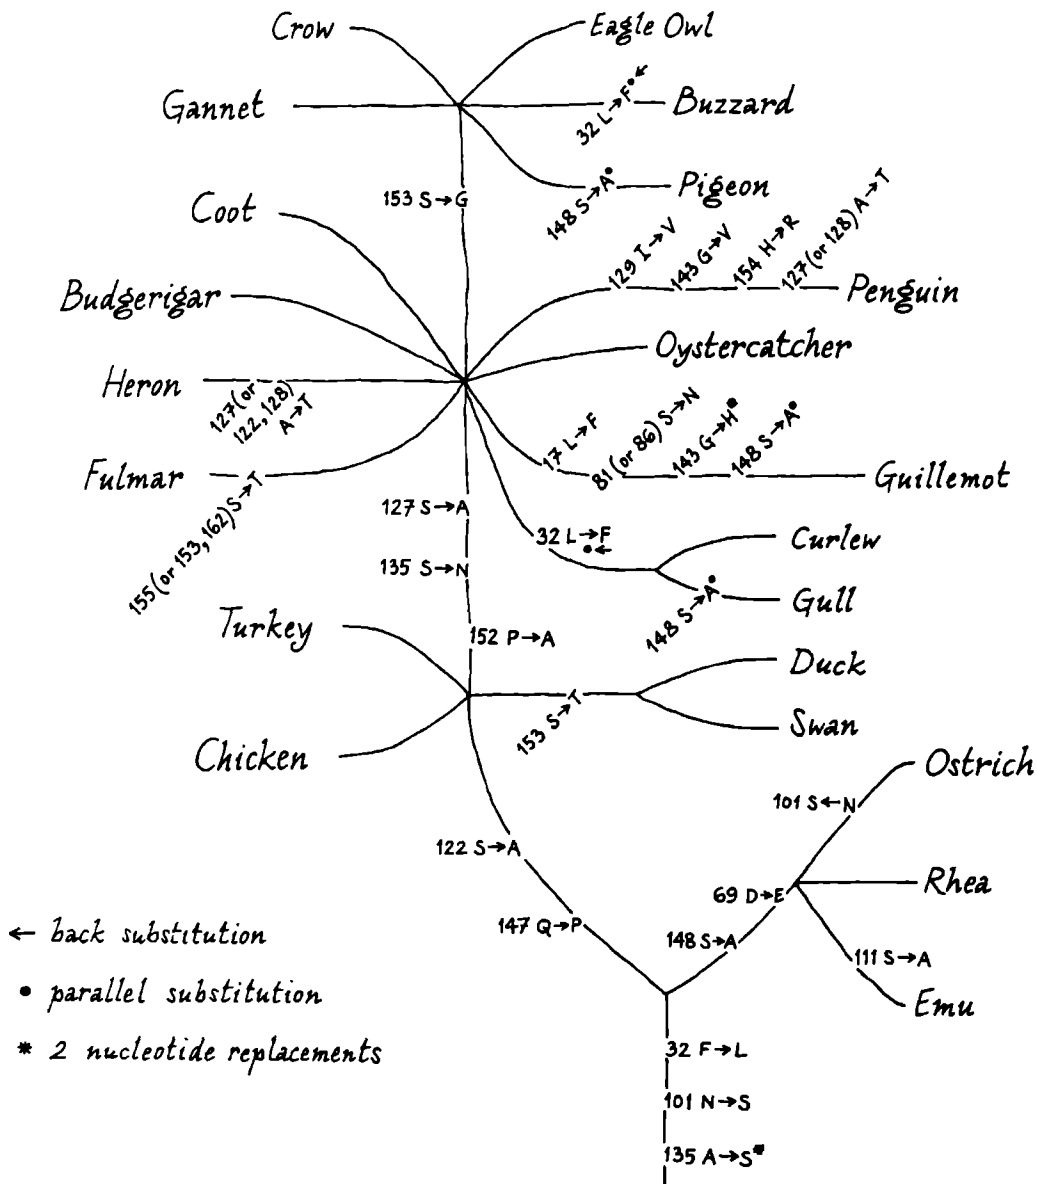 Crow
Eagle Owl
Gannet
32 L→F•←
Buzzard
148 S→A•
Pigeon
153 S→G
Coot
129 I→V
143 G→V
154 H→R
127(or 128) A→T
Penguin
Budgerigar
Oystercatcher
Heron
127(or
122,128)
A→T
17 L→F
81(or 86) S→N
143 G→H*
148 S→A•
Guillemot
Fulmar
155(or 153,162)S→T
127 S→A
32 L→F
•←
Curlew
135 S→N
148 S→A•
Gull
Turkey
152 P→A
Duck
153 S→T
Swan
Chicken
Ostrich
101 S←N
122 S→A
69 D→E
Rhea
147 Q→P
148 S→A
111 S→A
Emu
← back substitution
• parallel substitution
* 2 nucleotide replacements
32 F→L
101 N→S
135 A→S*